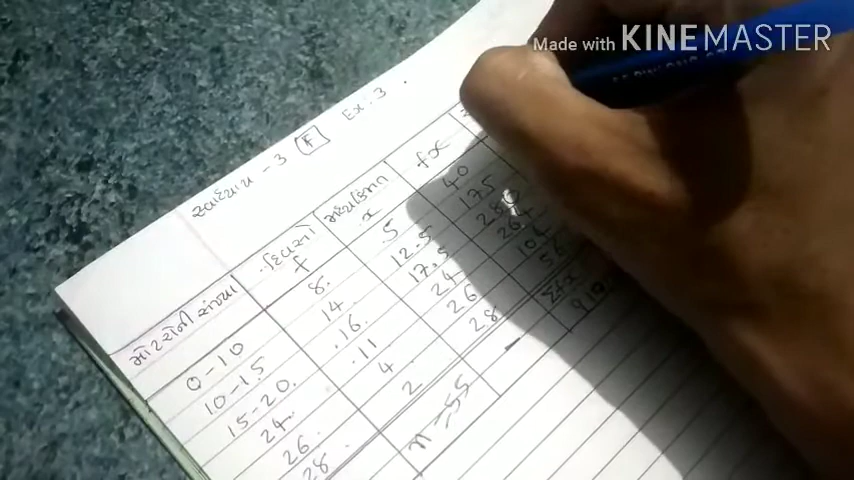 Made with KINEMASTER
સ્વાધ્યાય - 3 F Ex : 3 .
મોટરોની સંખ્યા દિવસો f મધ્યકિંમત x fx
0-10 8. 5 40
10-15 14 12.5 175
15-20. 16. 17.5 280
24. 11 24 264
26. 4 26 104
28. 2 28 56
n = 55 Σfx 910